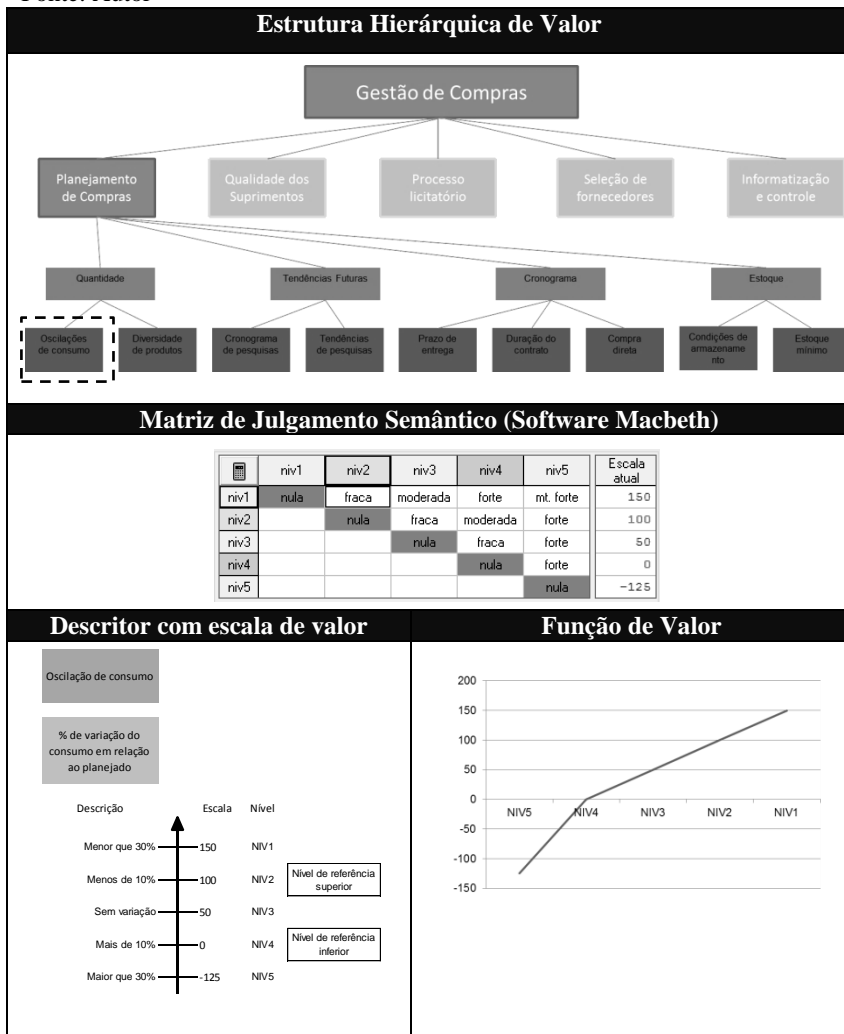 Estrutura Hierárquica de Valor
Gestão de Compras
Planejamento
de Compras
Qualidade dos
Suprimentos
Processo
licitatório
Seleção de
fornecedores
Informatização
e controle
Quantidade
Tendências Futuras
Cronograma
Estoque
Oscilações
de consumo
Diversidade
de produtos
Cronograma
de pesquisas
Tendências
de pesquisas
Prazo de
entrega
Duração do
contrato
Compra
direta
Condições de
armazename
nto
Estoque
mínimo
Matriz de Julgamento Semântico (Software Macbeth)
niv1 niv2 niv3 niv4 niv5 Escala
atual
niv1 nula fraca moderada forte mt. forte 150
niv2 nula fraca moderada forte 100
niv3 nula fraca forte 50
niv4 nula forte 0
niv5 nula -125
Descritor com escala de valor
Oscilação de consumo
% de variação do
consumo em relação
ao planejado
Descrição Escala Nível
Menor que 30% 150 NIV1
Menos de 10% 100 NIV2 Nível de referência
superior
Sem variação 50 NIV3
Mais de 10% 0 NIV4 Nível de referência
inferior
Maior que 30% -125 NIV5
Função de Valor
200
150
100
50
0
-50
-100
-150
NIV5 NIV4 NIV3 NIV2 NIV1